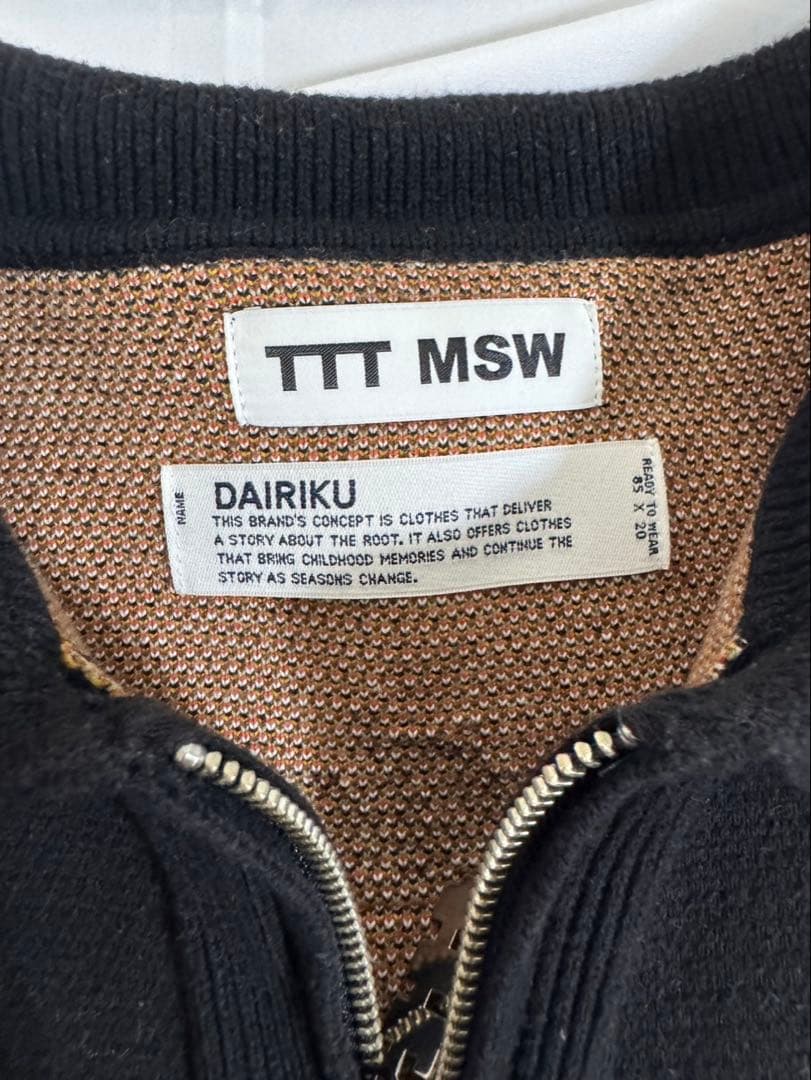 TTT MSW
NAME
DAIRIKU
THIS BRAND'S CONCEPT IS CLOTHES THAT DELIVER
A STORY ABOUT THE ROOT. IT ALSO OFFERS CLOTHES
THAT BRING CHILDHOOD MEMORIES AND CONTINUE THE
STORY AS SEASONS CHANGE.
READY TO WEAR
85 X 20